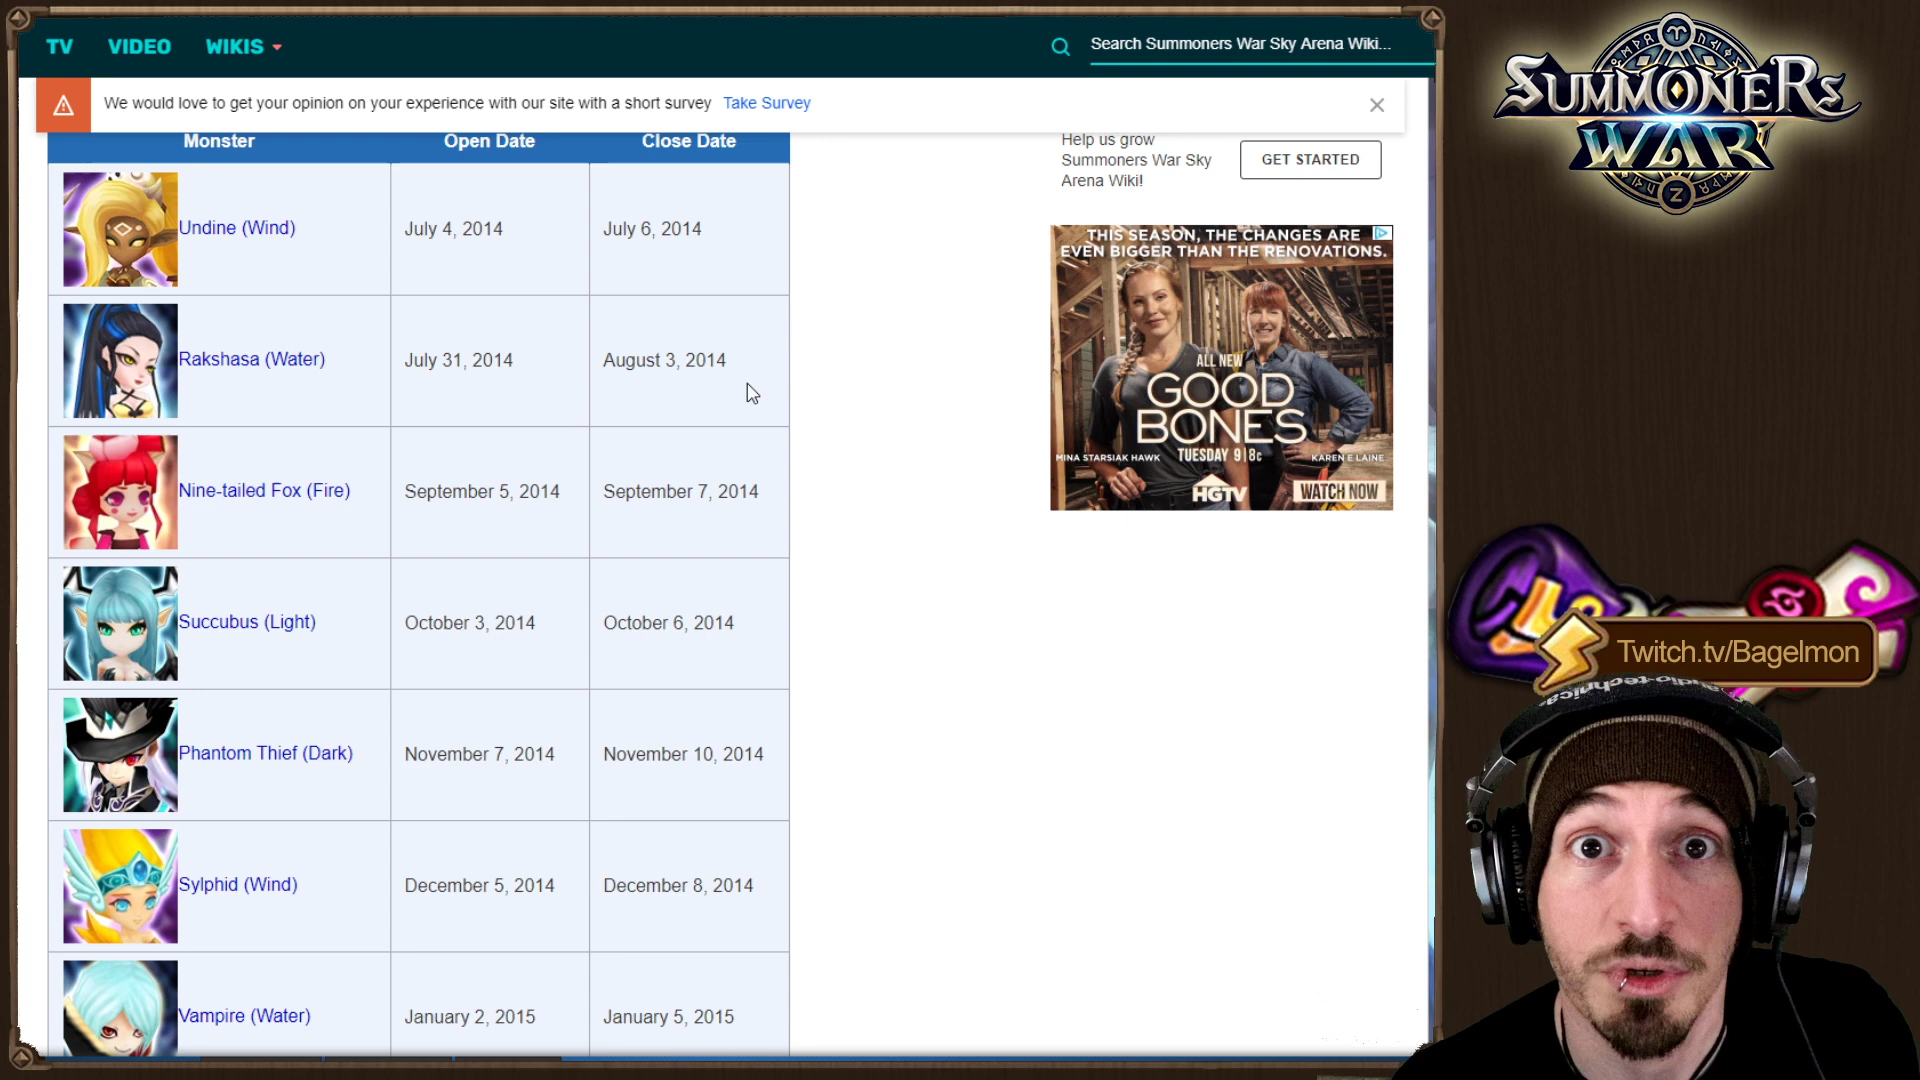 TV VIDEO WIKIS
Search Summoners War Sky Arena Wiki...
We would love to get your opinion on your experience with our site with a short survey Take Survey
Monster Open Date Close Date
Undine (Wind) July 4, 2014 July 6, 2014
Rakshasa (Water) July 31, 2014 August 3, 2014
Nine-tailed Fox (Fire) September 5, 2014 September 7, 2014
Succubus (Light) October 3, 2014 October 6, 2014
Phantom Thief (Dark) November 7, 2014 November 10, 2014
Sylphid (Wind) December 5, 2014 December 8, 2014
Vampire (Water) January 2, 2015 January 5, 2015
Help us grow
Summoners War Sky
Arena Wiki!
GET STARTED
THIS SEASON, THE CHANGES ARE
EVEN BIGGER THAN THE RENOVATIONS.
ALL NEW
GOOD
BONES
MINA STARSIAK HAWK TUESDAY 9|8c KAREN E LAINE
HGTV WATCH NOW
SUMMONERS
WAR
Twitch.tv/Bagelmon
audio-technica